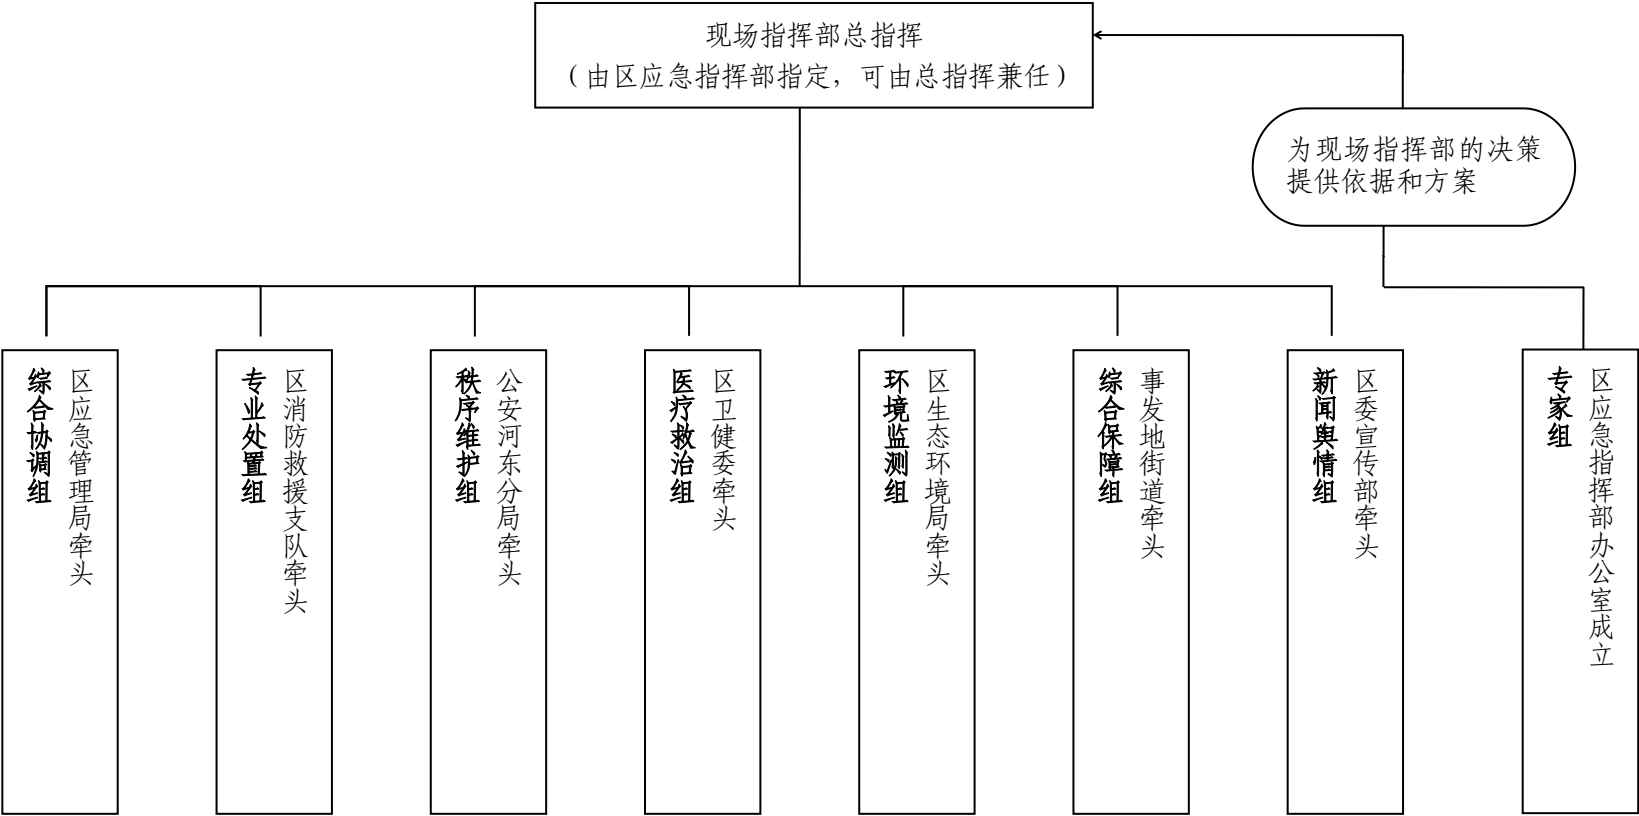 现场指挥部总指挥
（由区应急指挥部指定，可由总指挥兼任）
为现场指挥部的决策
提供依据和方案
综合协调组
区应急管理局牵头
专业处置组
区消防救援支队牵头
秩序维护组
公安河东分局牵头
医疗救治组
区卫健委牵头
环境监测组
区生态环境局牵头
综合保障组
事发地街道牵头
新闻舆情组
区委宣传部牵头
专家组
区应急指挥部办公室成立